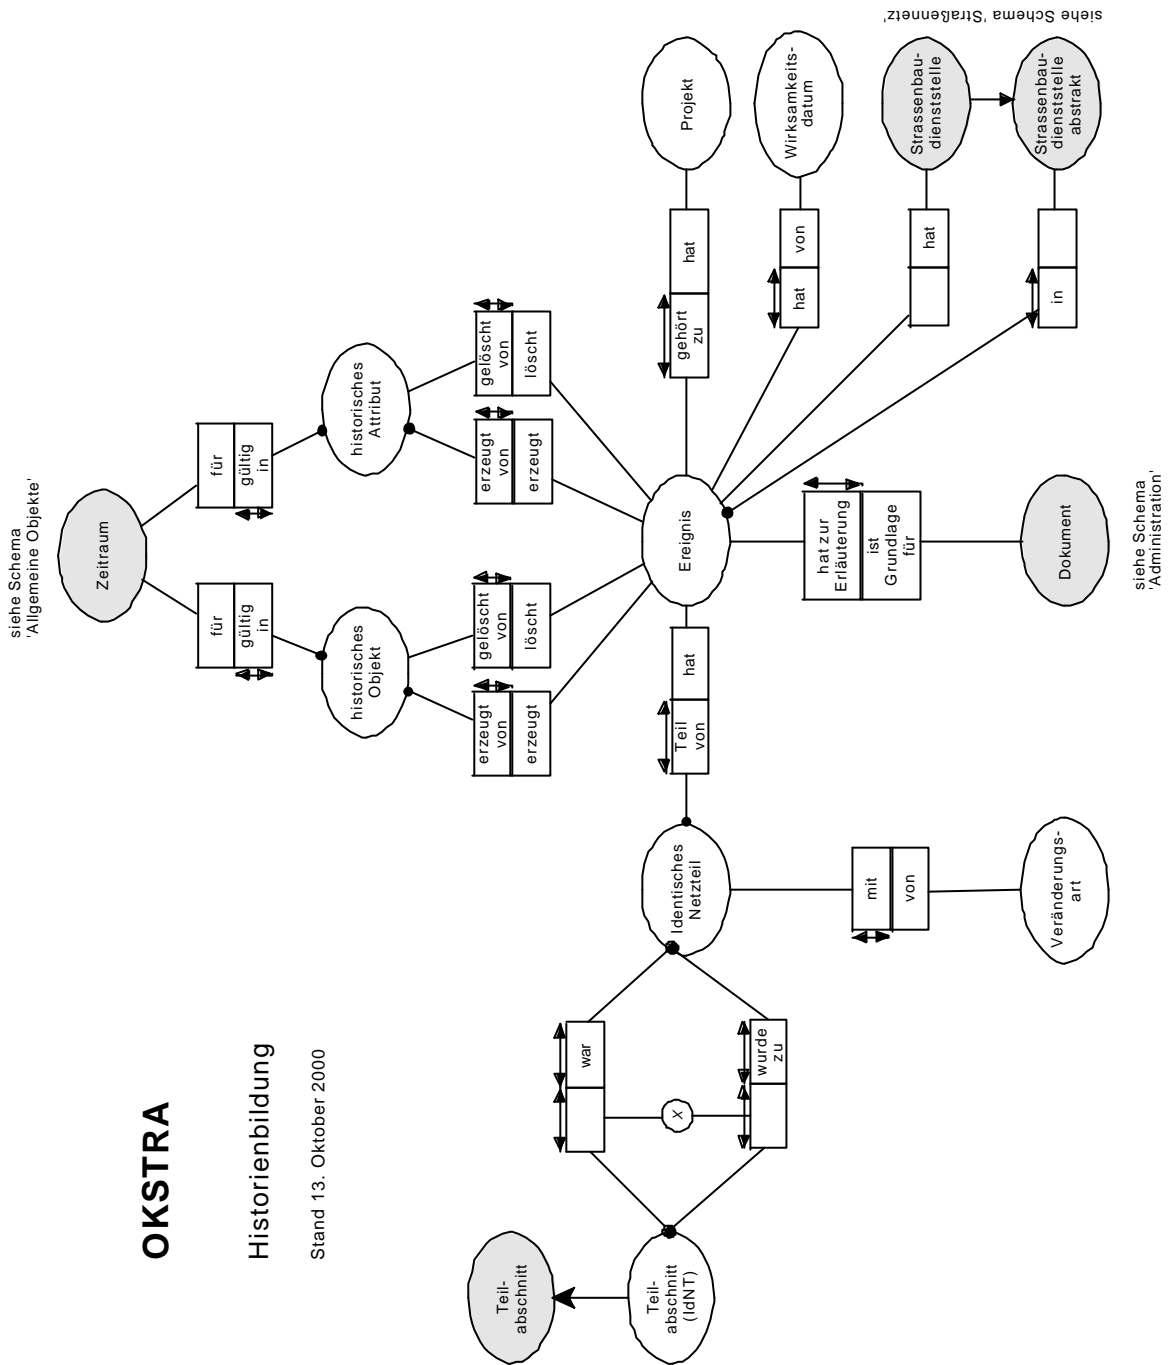 OKSTRA
Historienbildung
Stand 13. Oktober 2000
siehe Schema
'Allgemeine Objekte'
Zeitraum
für
gültig
in
für
gültig
in
historisches
Objekt
historisches
Attribut
erzeugt
von
erzeugt
gelöscht
von
löscht
erzeugt
von
erzeugt
gelöscht
von
löscht
Teil-
abschnitt
Teil-
abschnitt
(IdNT)
war
X
wurde
zu
Identisches
Netzteil
Teil
von
hat
Ereignis
gehört
zu
hat
Projekt
hat
von
Wirksamkeits-
datum
hat
Strassenbau-
dienststelle
in
Strassenbau-
dienststelle
abstrakt
siehe Schema 'Straßennetz'
mit
von
Veränderungs-
art
hat zur
Erläuterung
ist
Grundlage
für
Dokument
siehe Schema
'Administration'